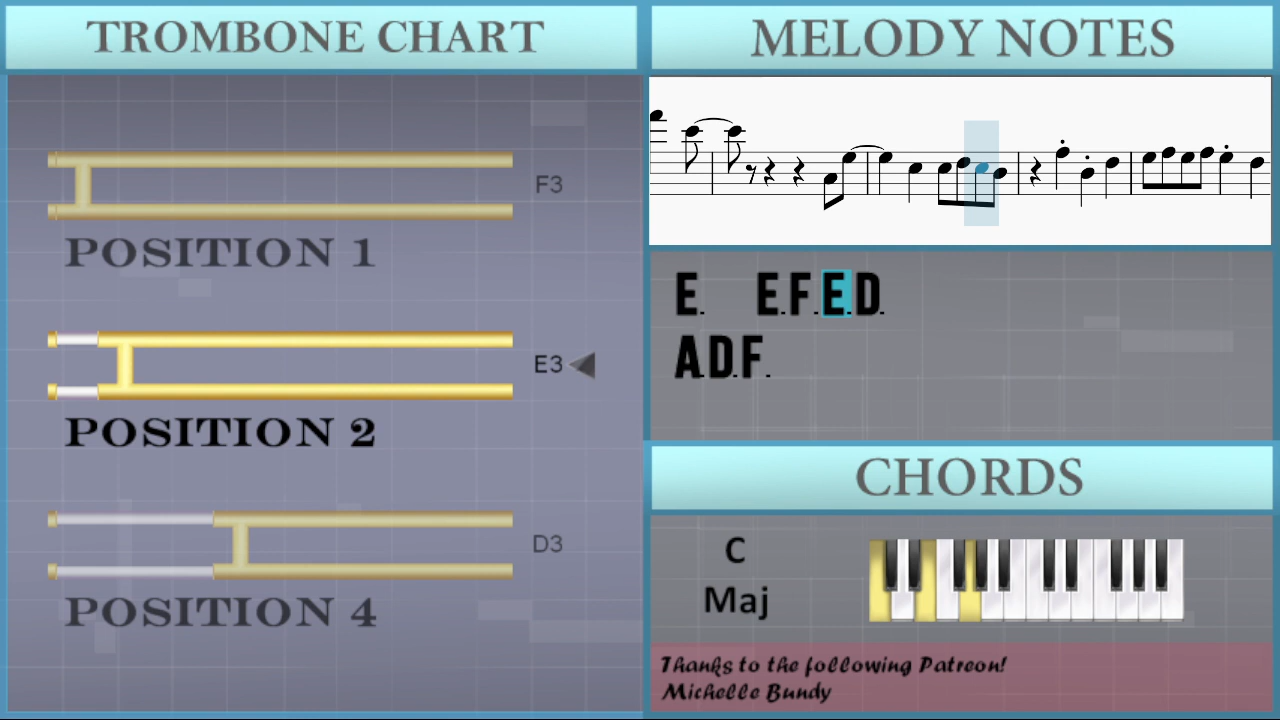 TROMBONE CHART
F3
POSITION 1
E3
POSITION 2
D3
POSITION 4
MELODY NOTES
E. E.F.E.D.
A.D.F.
CHORDS
C
Maj
Thanks to the following Patreon!
Michelle Bundy